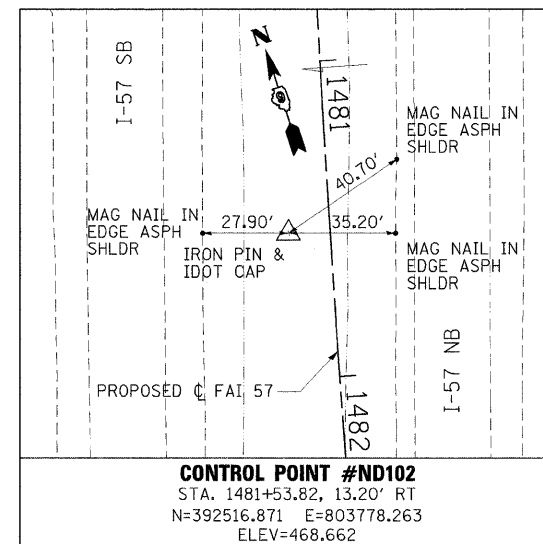 I-57 SB
N
1481
MAG NAIL IN
EDGE ASPH
SHLDR
40.70'
MAG NAIL IN
EDGE ASPH
SHLDR
27.90'
35.20'
IRON PIN &
IDOT CAP
MAG NAIL IN
EDGE ASPH
SHLDR
I-57 NB
PROPOSED ℄ FAI 57
1482
CONTROL POINT #ND102
STA. 1481+53.82, 13.20' RT
N=392516.871 E=803778.263
ELEV=468.662